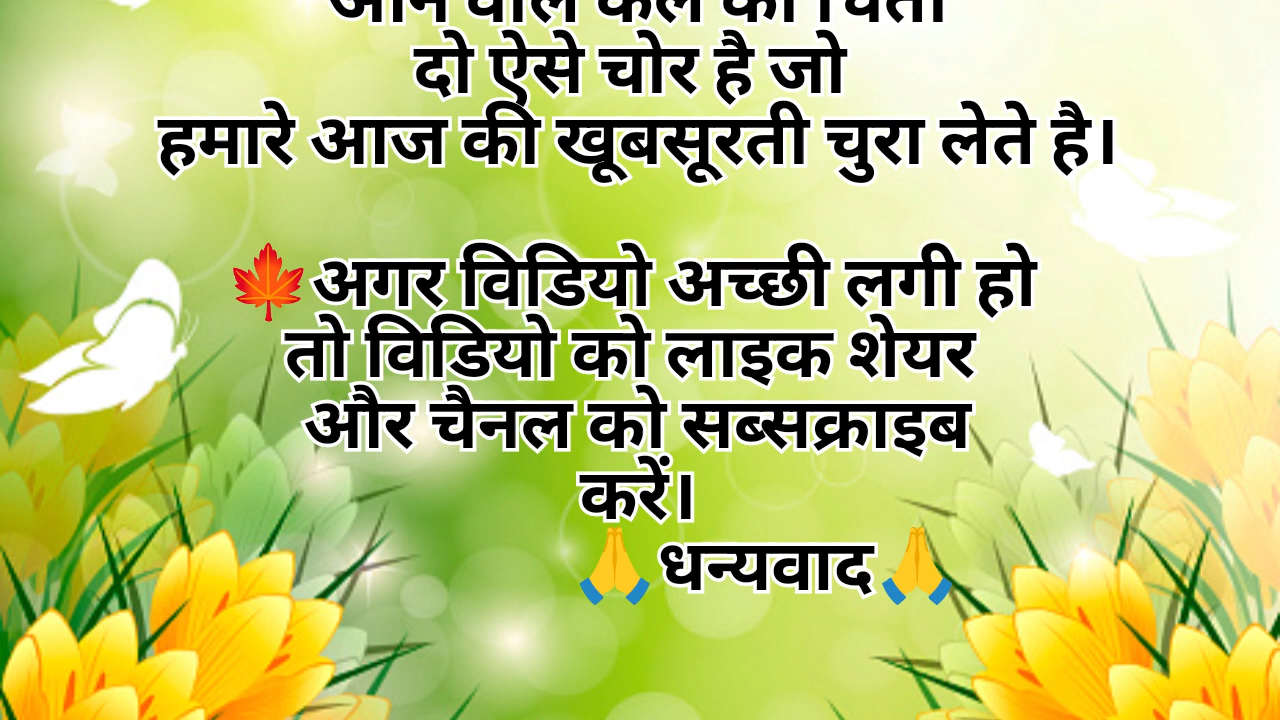 दो ऐसे चोर है जो
हमारे आज की खूबसूरती चुरा लेते है।
🍁अगर विडियो अच्छी लगी हो
तो विडियो को लाइक शेयर
और चैनल को सब्सक्राइब
करें।
🙏धन्यवाद🙏